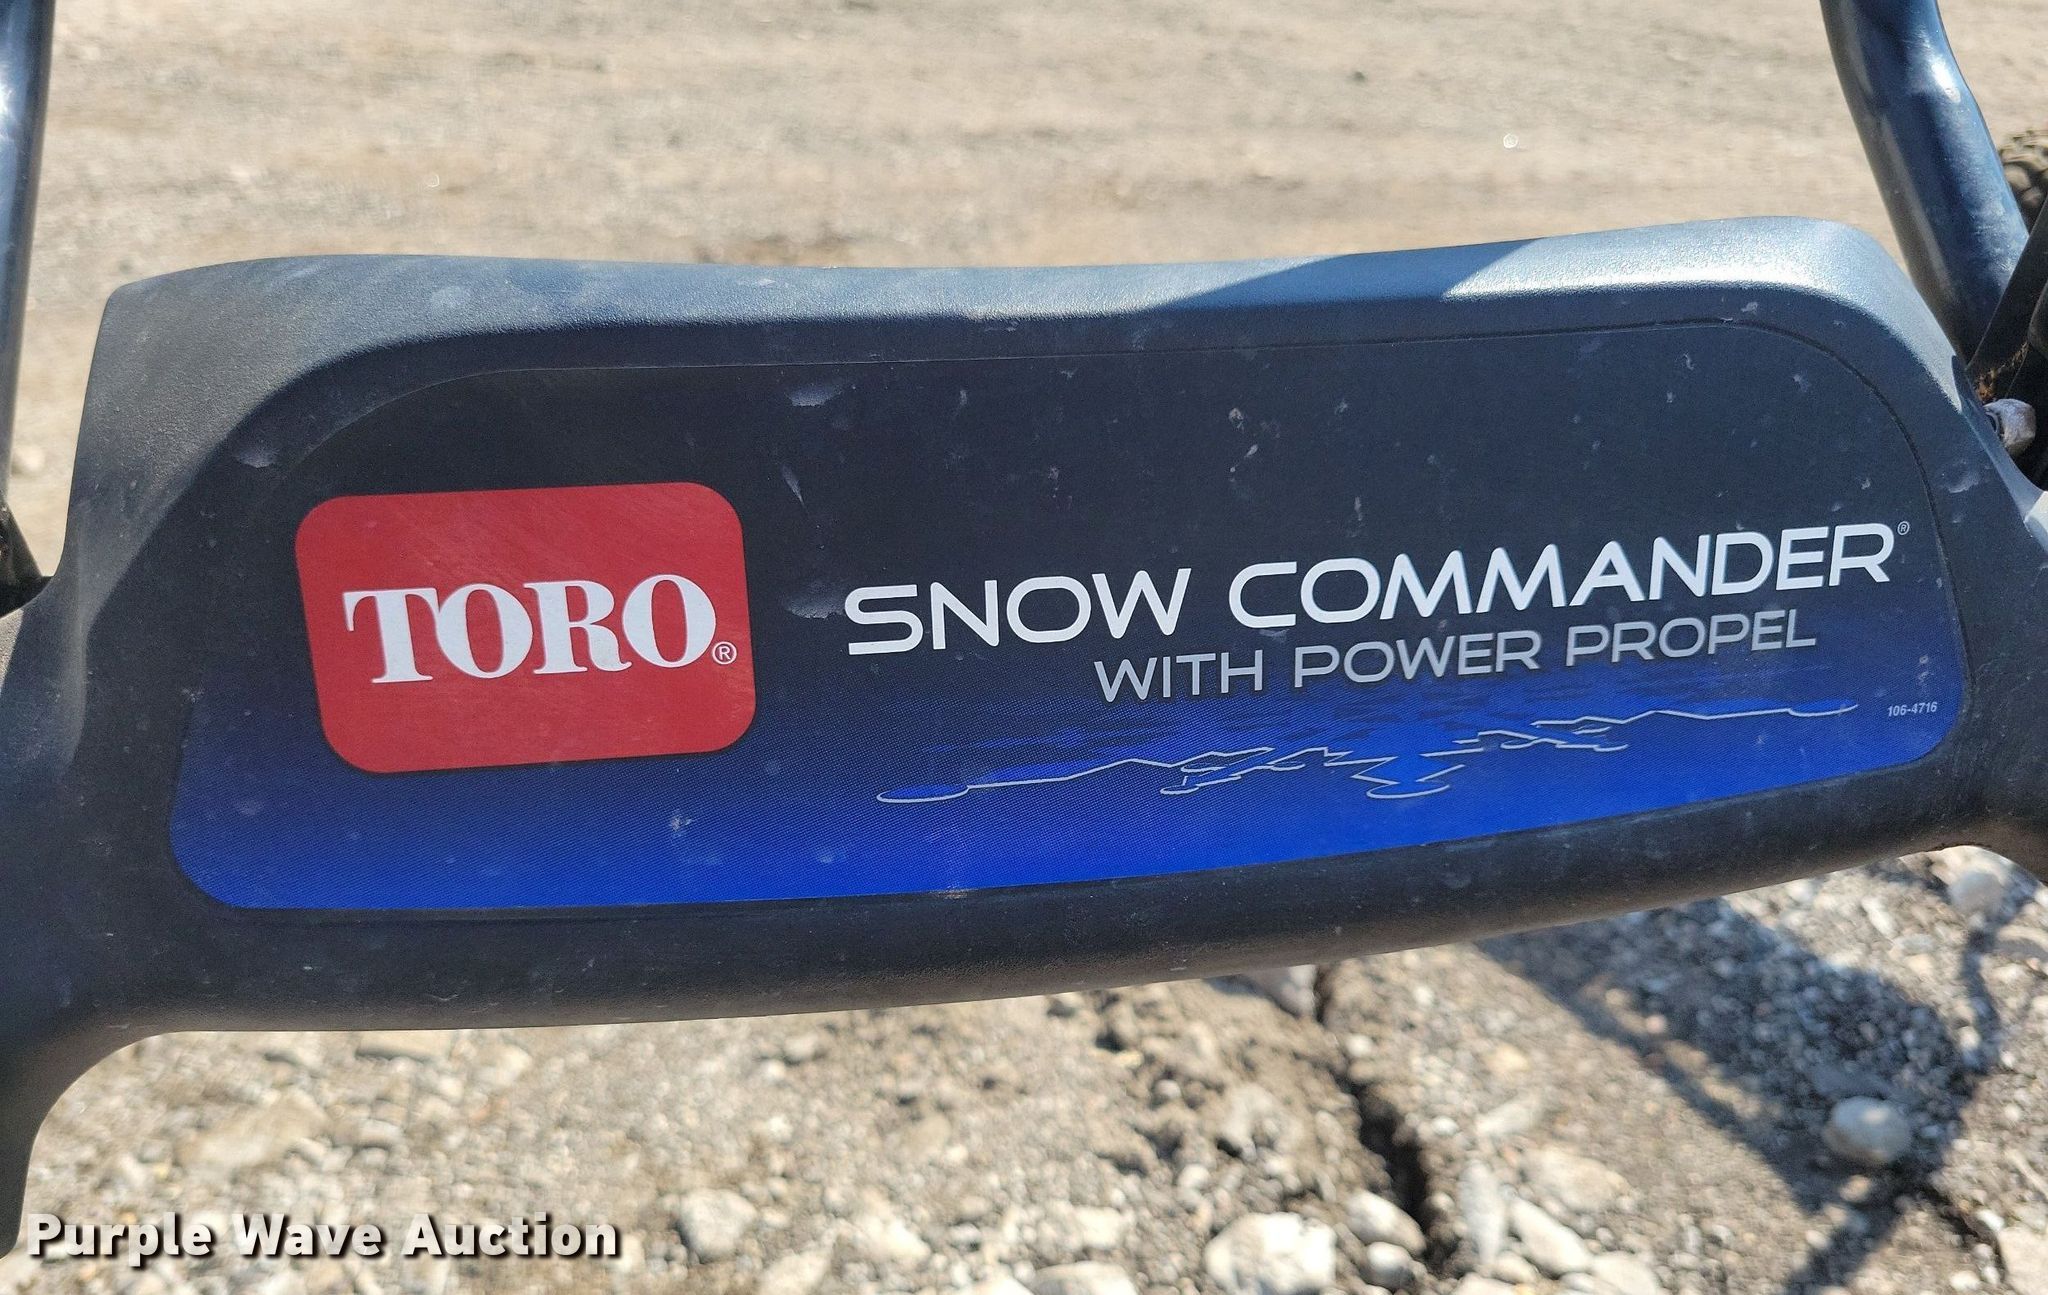 TORO®
SNOW COMMANDER®
WITH POWER PROPEL
106-4716
Purple Wave Auction